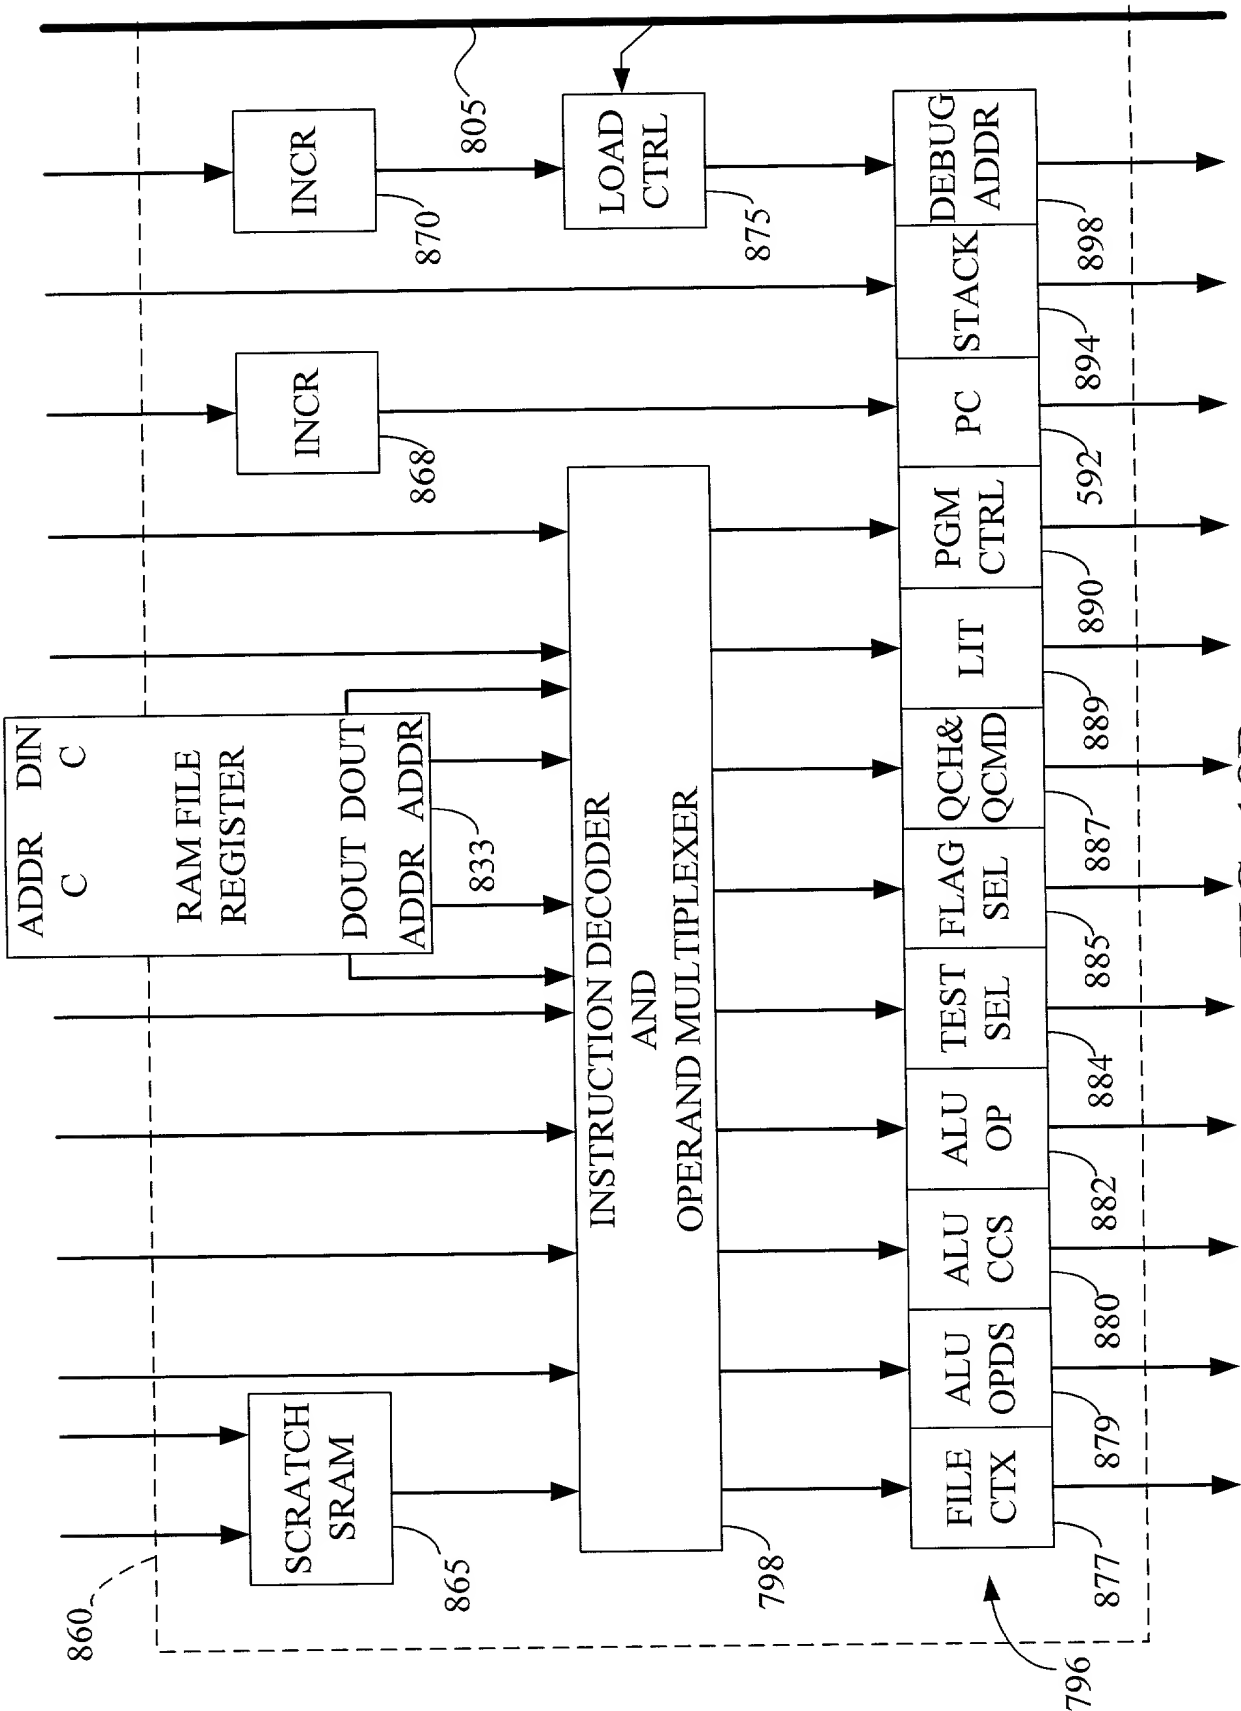 860
ADDR DIN
C C
RAM FILE
REGISTER
DOUT DOUT
ADDR ADDR
833
SCRATCH
SRAM
865
INCR
868
INCR
870
805
LOAD
CTRL
875
INSTRUCTION DECODER
AND
OPERAND MULTIPLEXER
798
FILE
CTX
ALU
OPDS
ALU
CCS
ALU
OP
TEST
SEL
FLAG
SEL
QCH&
QCMD
LIT
PGM
CTRL
PC
STACK
DEBUG
ADDR
796
877
879
880
882
884
885
887
889
890
592
894
898